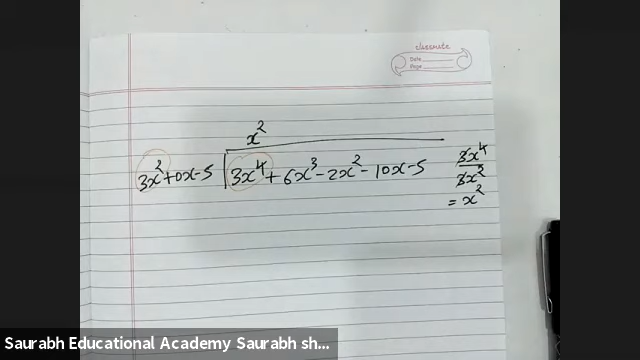 classmate
Date
Page
x²
3x²+0x-5 3x⁴+6x³-2x²-10x-5
3x⁴
3x²
= x²
Saurabh Educational Academy Saurabh sh...